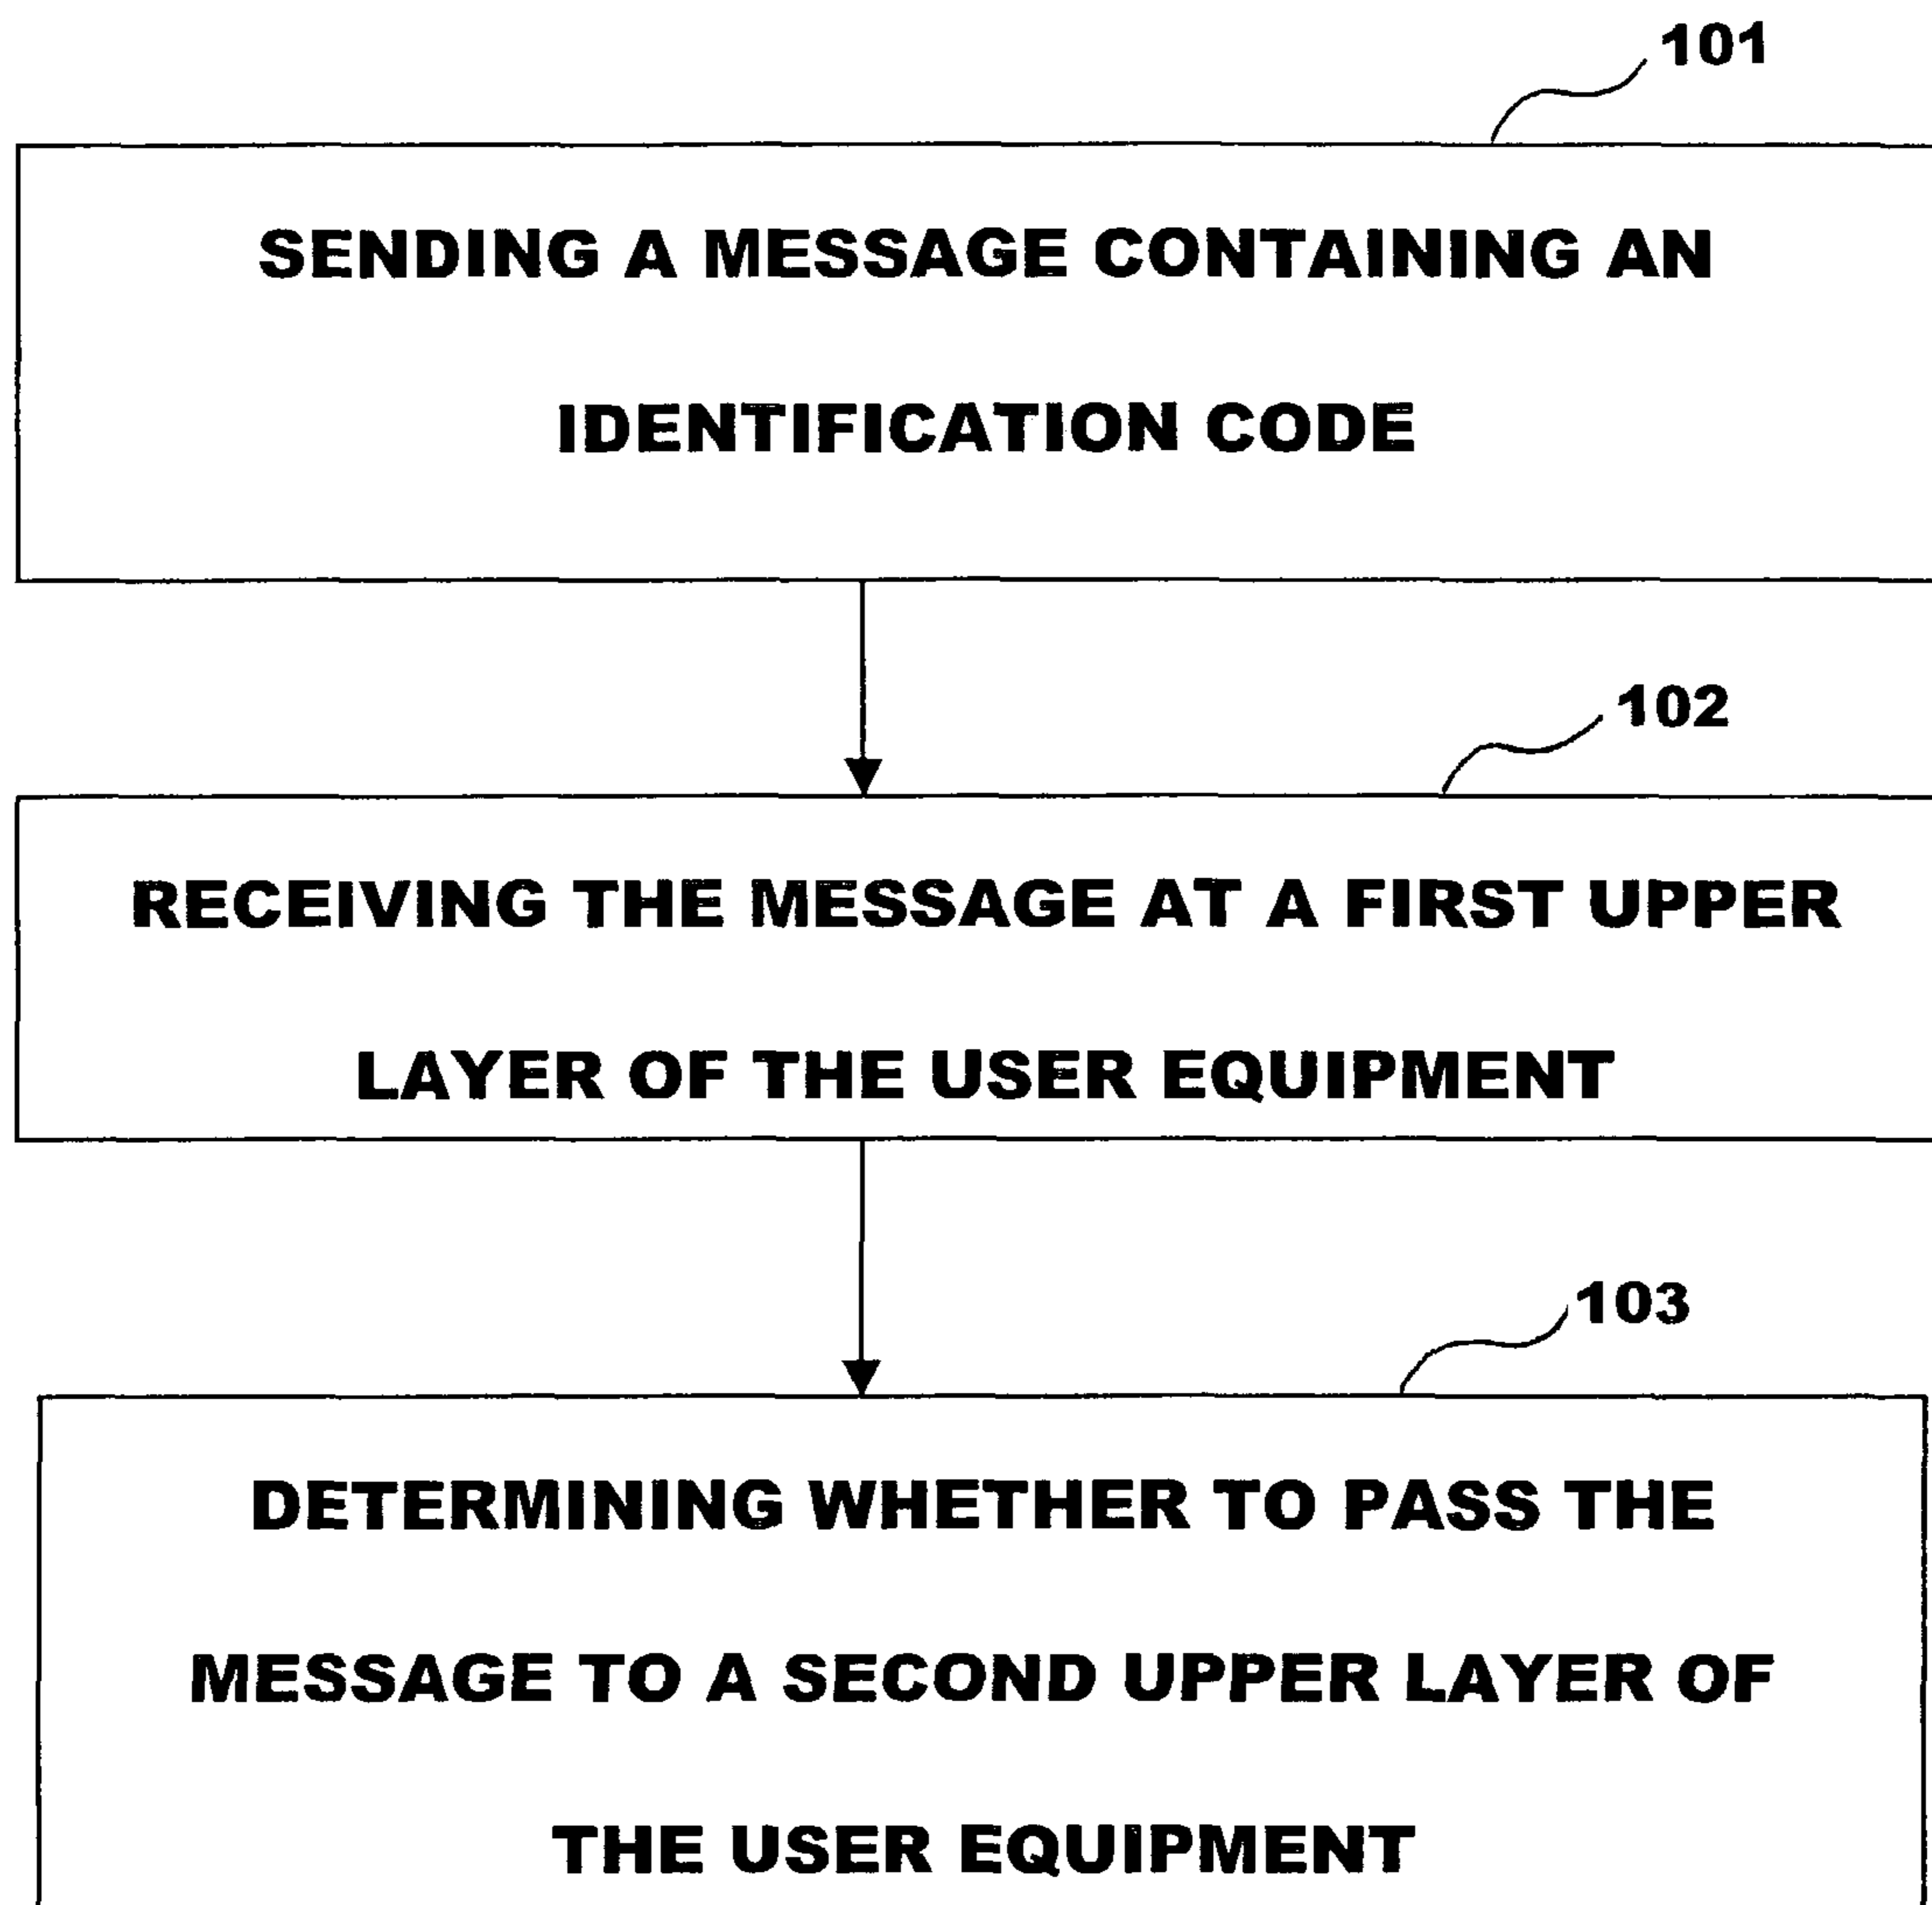 101
SENDING A MESSAGE CONTAINING AN
IDENTIFICATION CODE
102
RECEIVING THE MESSAGE AT A FIRST UPPER
LAYER OF THE USER EQUIPMENT
103
DETERMINING WHETHER TO PASS THE
MESSAGE TO A SECOND UPPER LAYER OF
THE USER EQUIPMENT